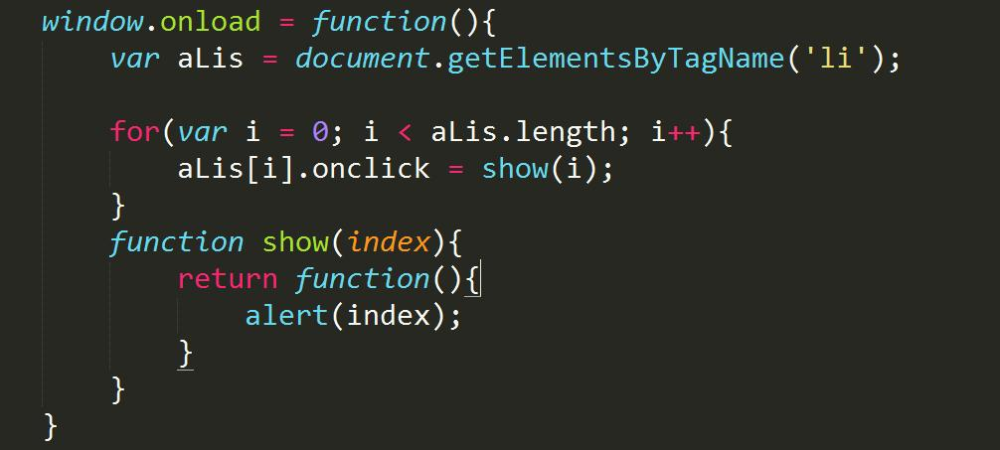 window.onload = function(){
    var aLis = document.getElementsByTagName('li');

    for(var i = 0; i < aLis.length; i++){
        aLis[i].onclick = show(i);
    }
    function show(index){
        return function(){
            alert(index);
        }
    }
}